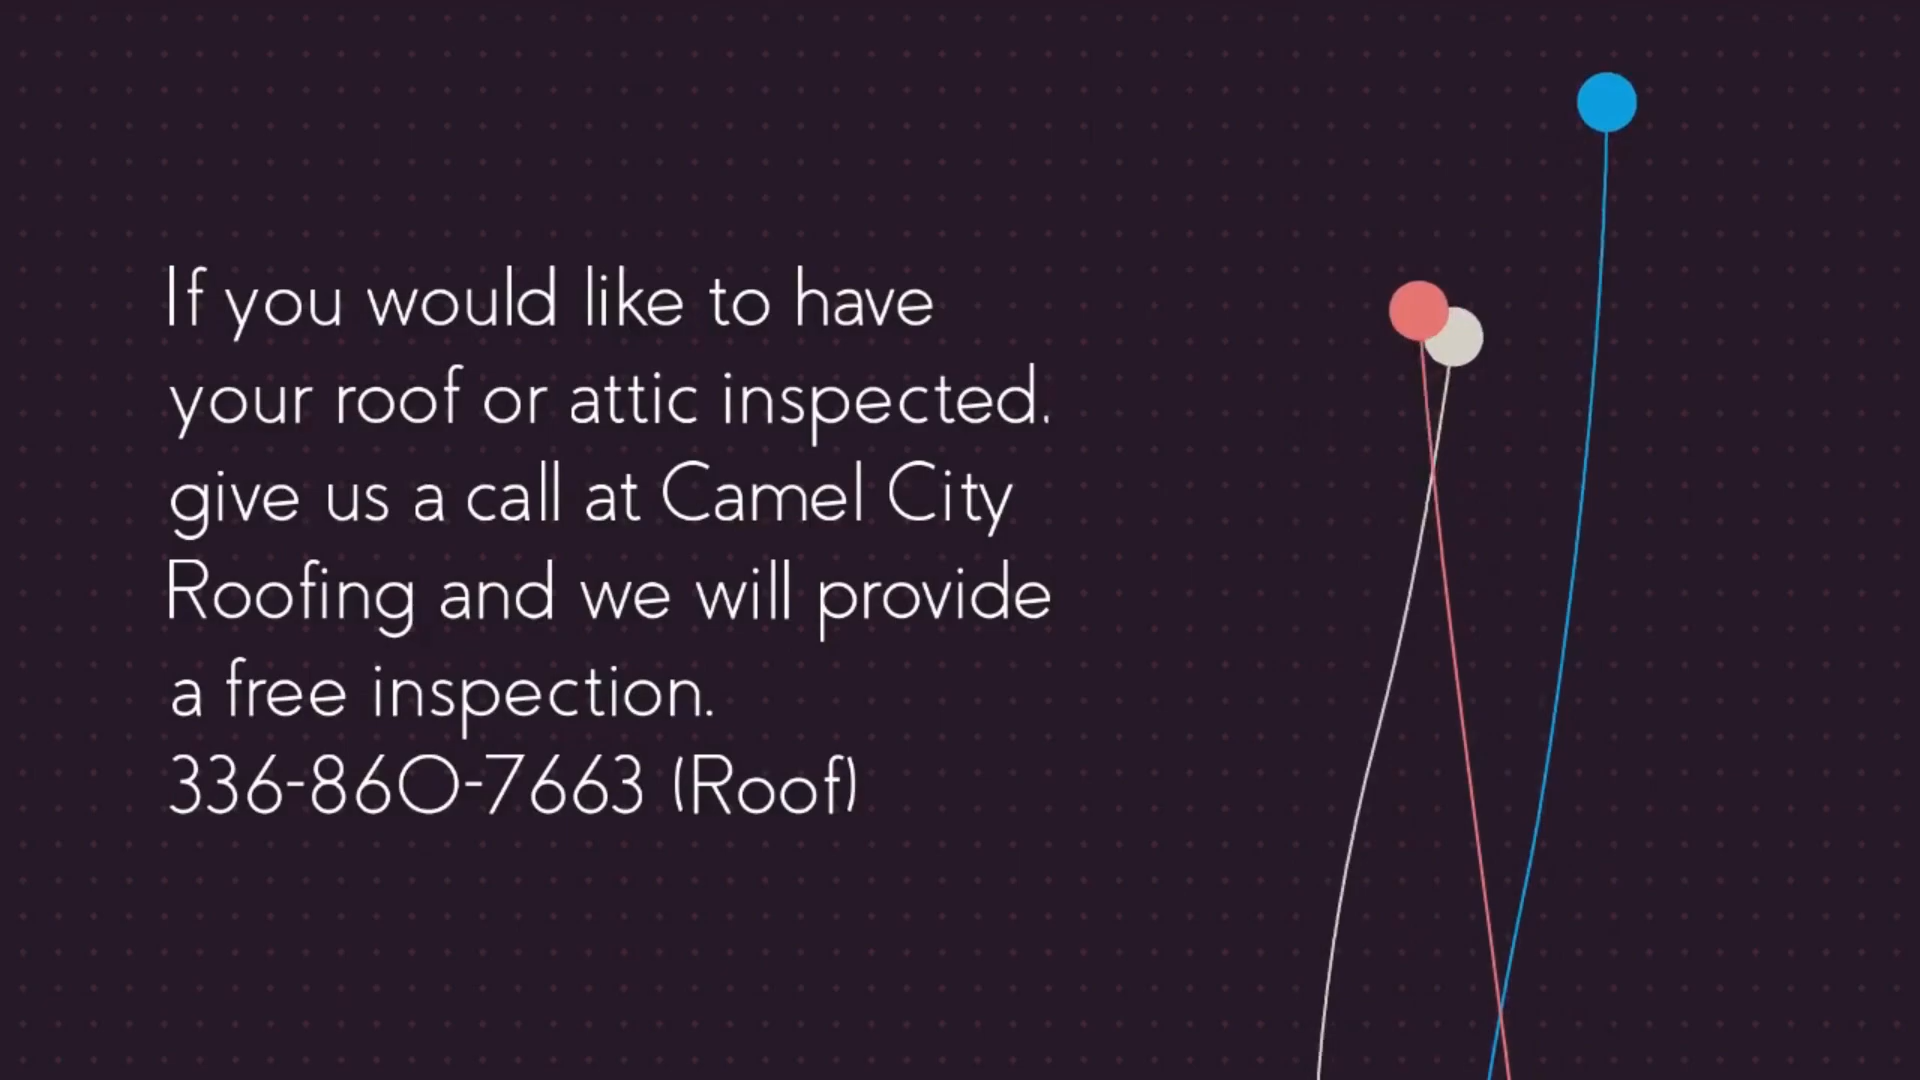 If you would like to have
your roof or attic inspected.
give us a call at Camel City
Roofing and we will provide
a free inspection.
336-860-7663 (Roof)